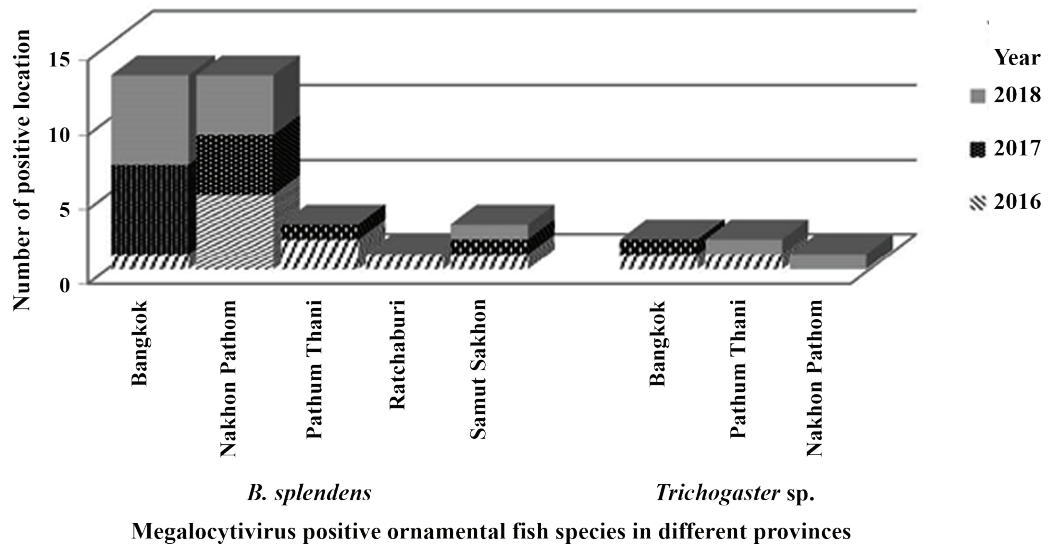 Number of positive location
15
10
5
0
Year
2018
2017
2016
Bangkok
Nakhon Pathom
Pathum Thani
Ratchaburi
Samut Sakhon
Bangkok
Pathum Thani
Nakhon Pathom
B. splendens
Trichogaster sp.
Megalocytivirus positive ornamental fish species in different provinces